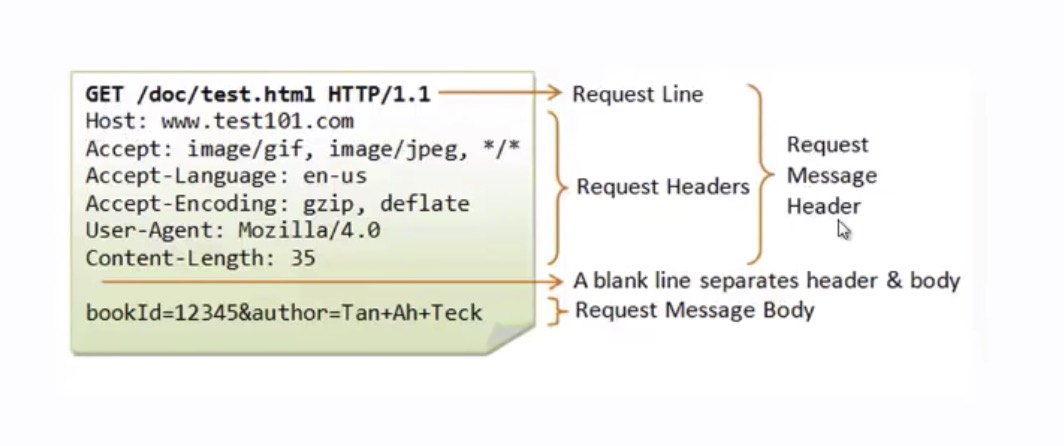 GET /doc/test.html HTTP/1.1
Host: www.test101.com
Accept: image/gif, image/jpeg, */*
Accept-Language: en-us
Accept-Encoding: gzip, deflate
User-Agent: Mozilla/4.0
Content-Length: 35
bookId=12345&author=Tan+Ah+Teck
Request Line
Request Headers
Request
Message
Header
A blank line separates header & body
Request Message Body